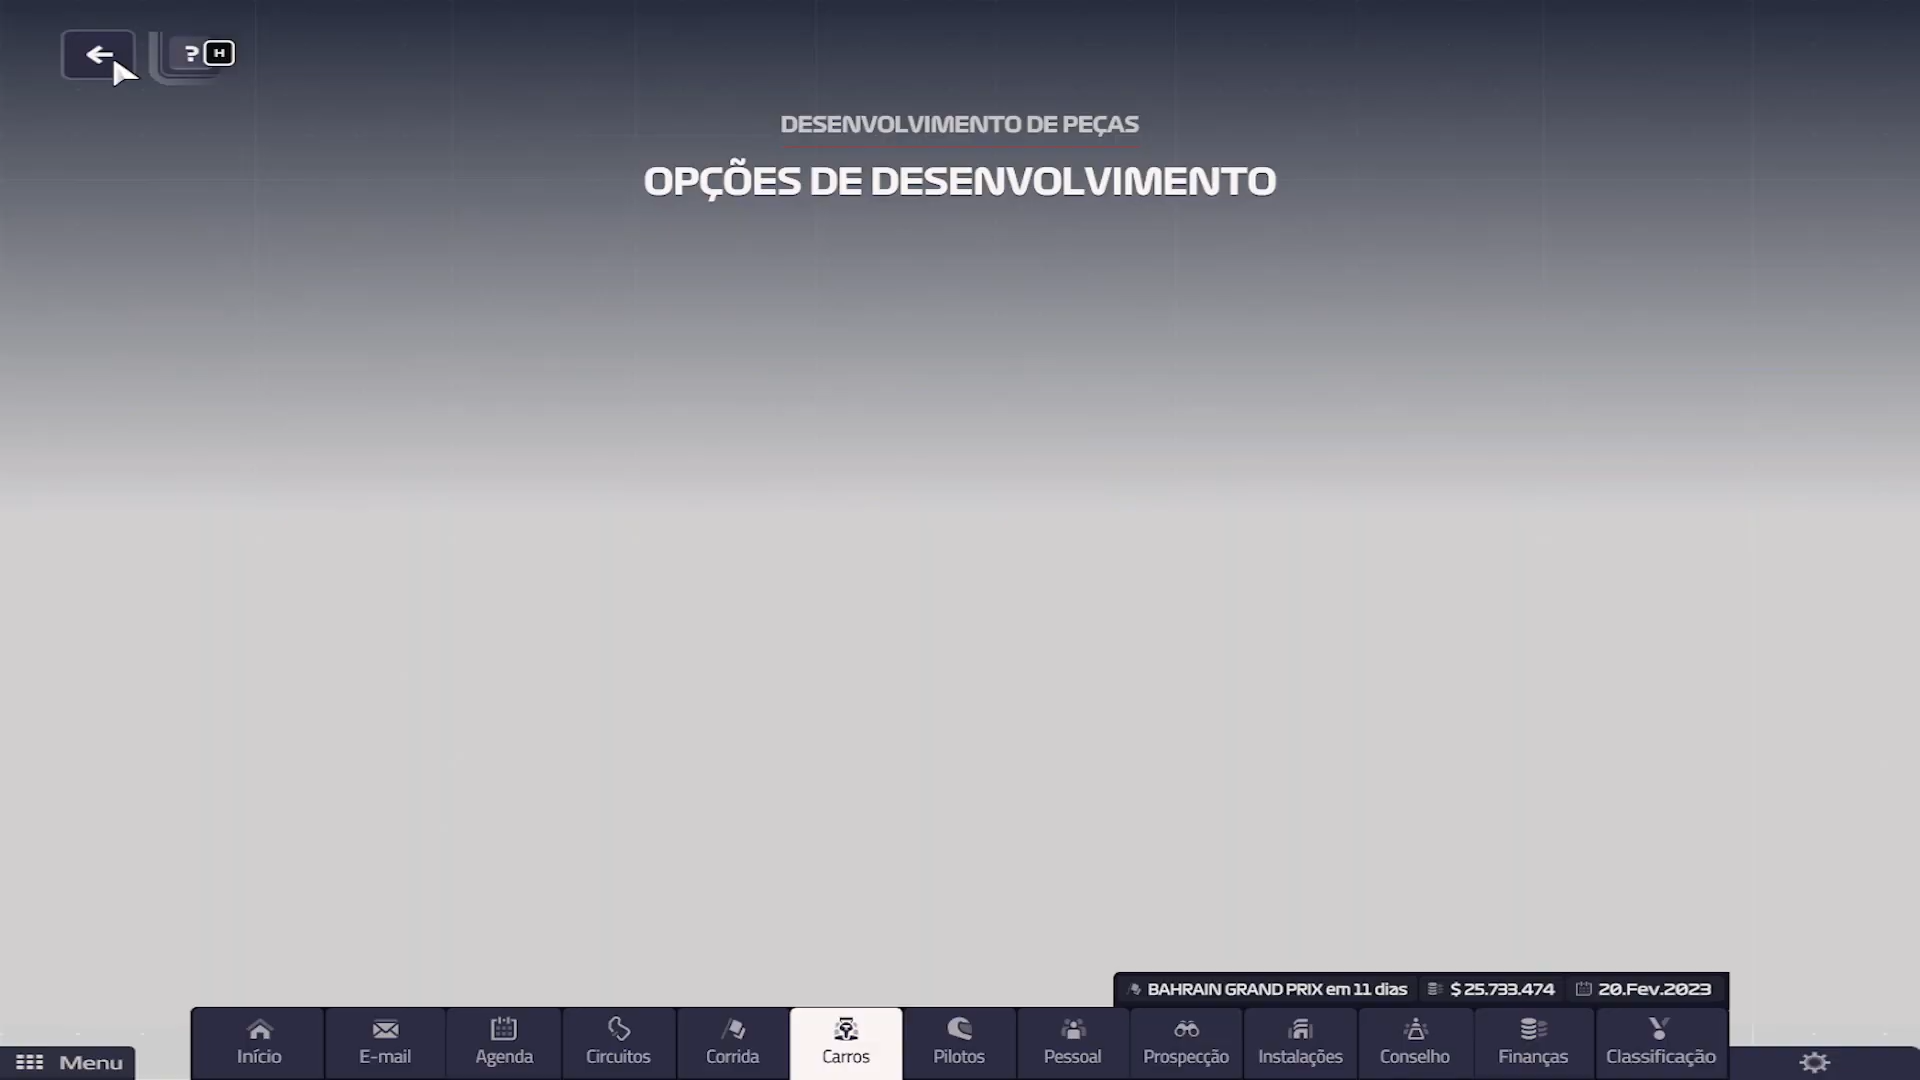 ? H
DESENVOLVIMENTO DE PEÇAS
OPÇÕES DE DESENVOLVIMENTO
BAHRAIN GRAND PRIX em 11 dias $ 25.733.474 20.Fev.2023
Menu Início E-mail Agenda Circuitos Corrida Carros Pilotos Pessoal Prospecção Instalações Conselho Finanças Classificação